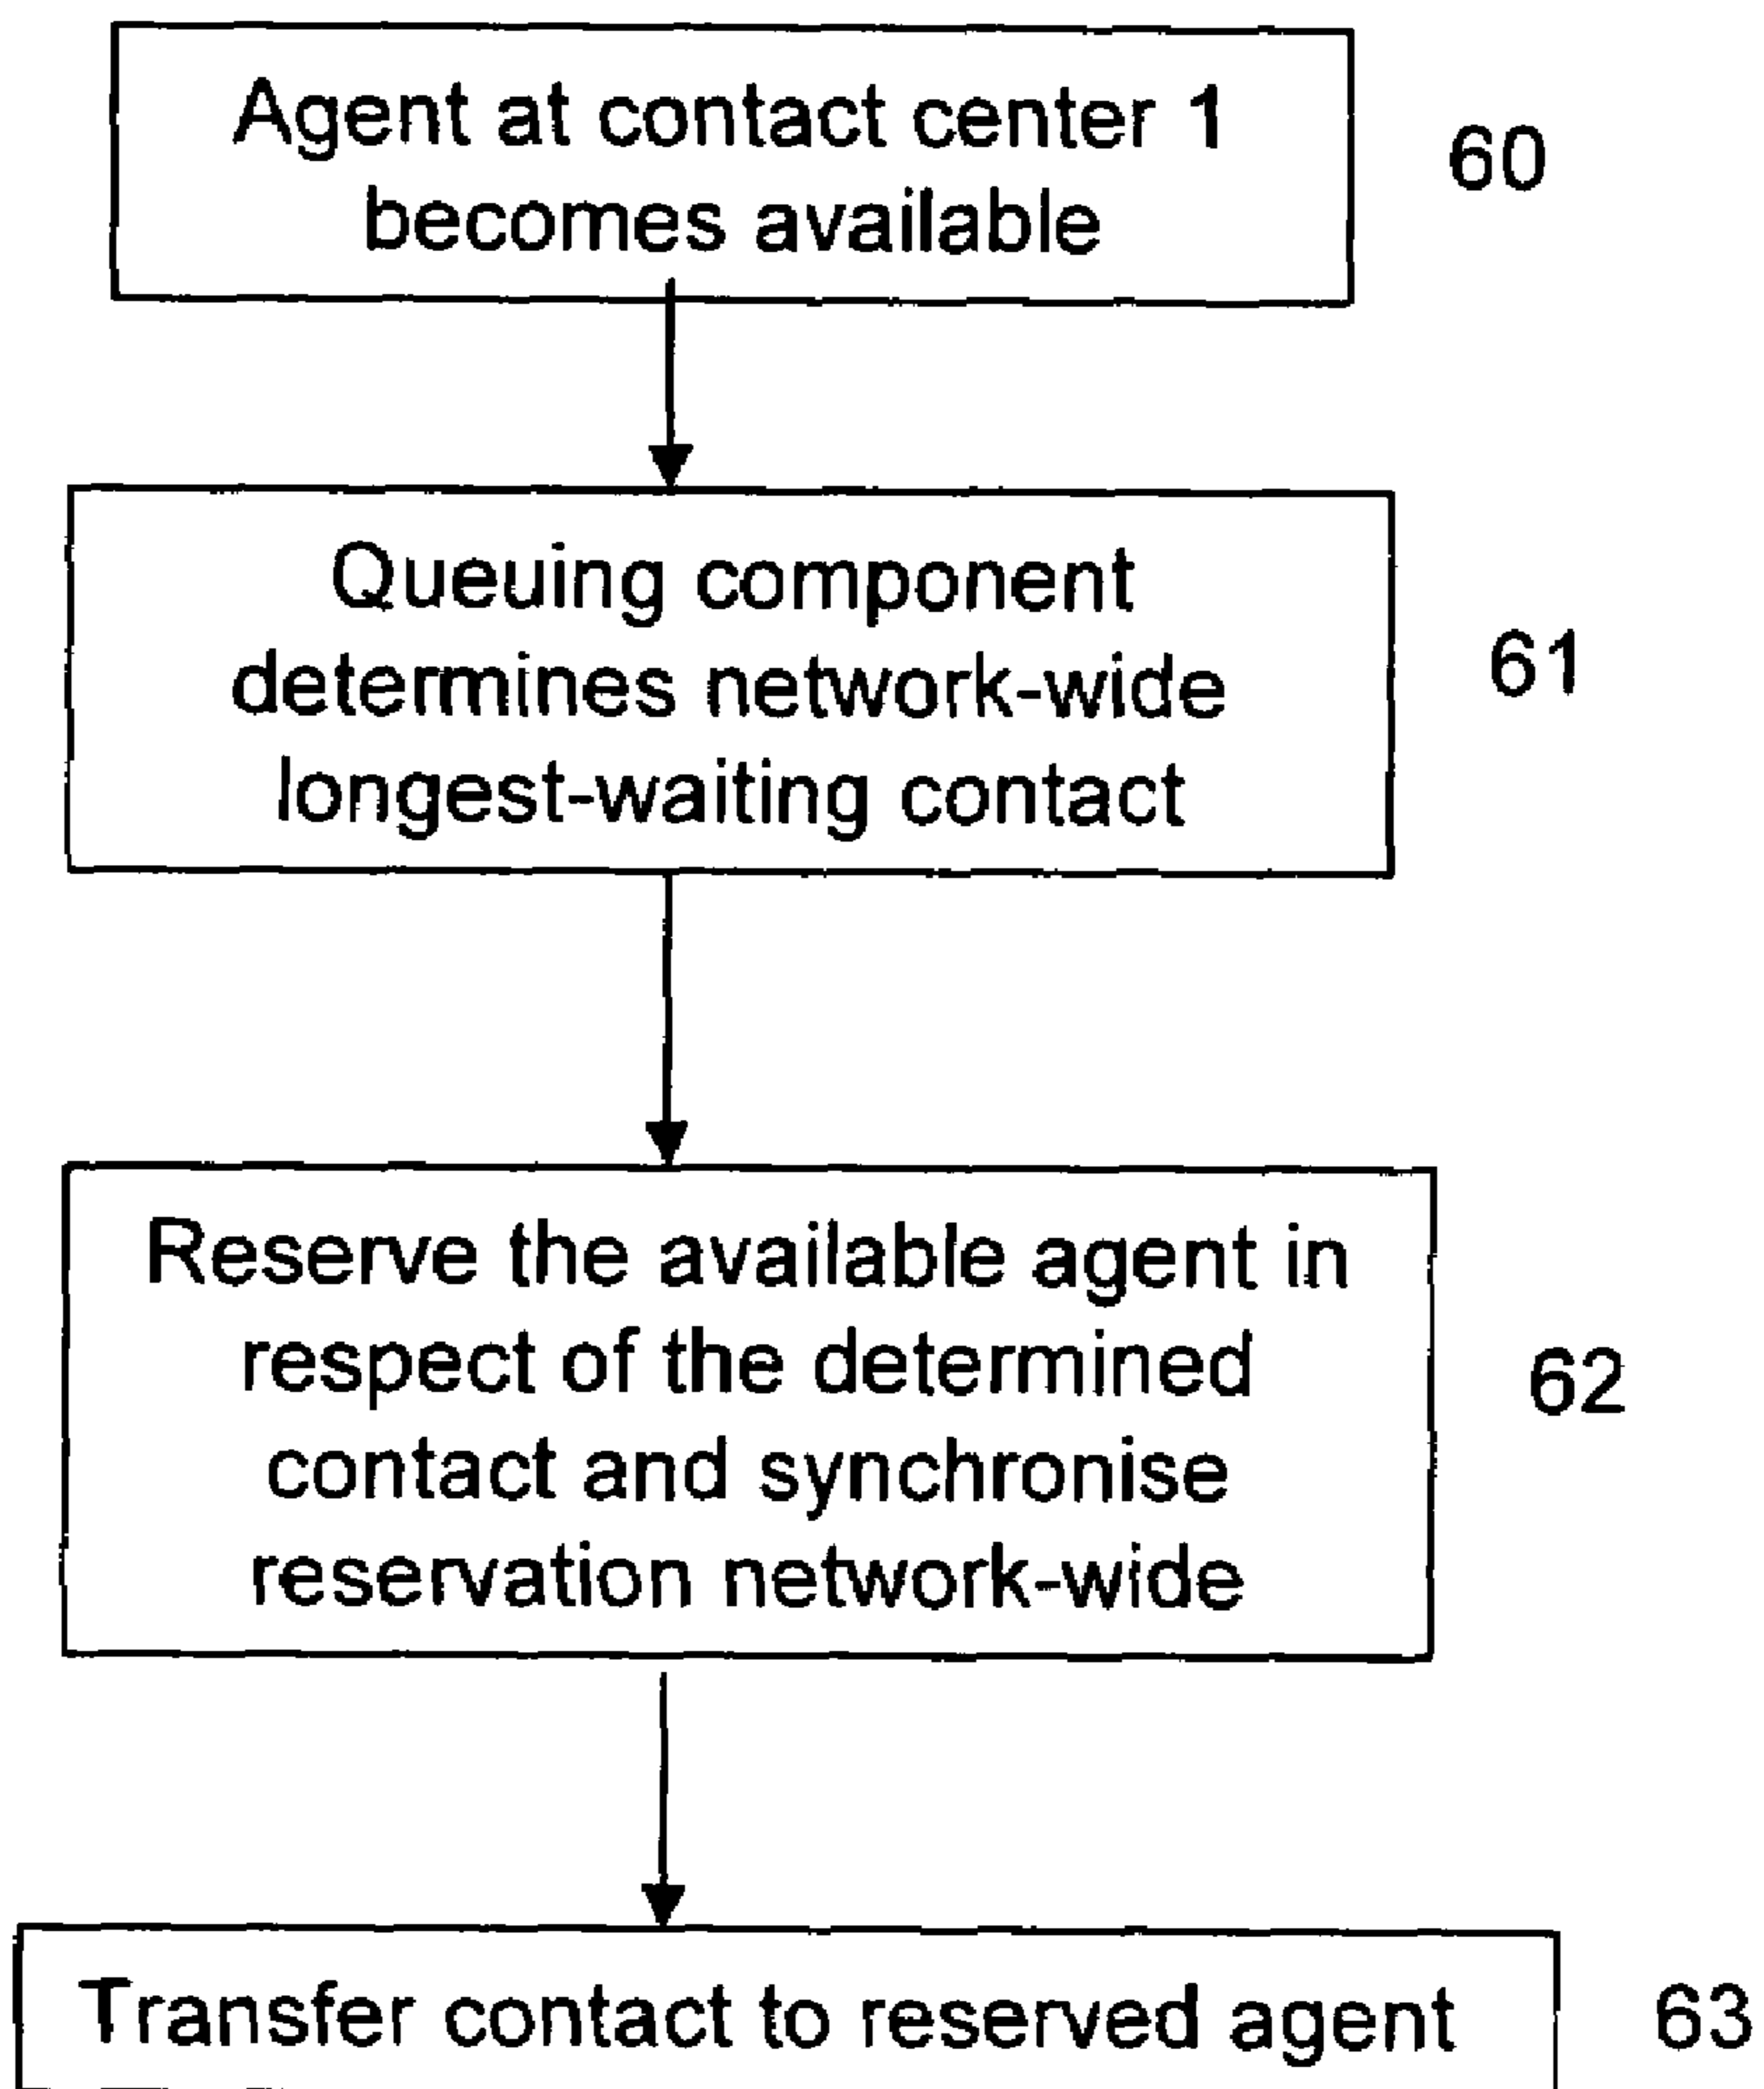 Agent at contact center 1
becomes available
60
Queuing component
determines network-wide
longest-waiting contact
61
Reserve the available agent in
respect of the determined
contact and synchronise
reservation network-wide
62
Transfer contact to reserved agent
63